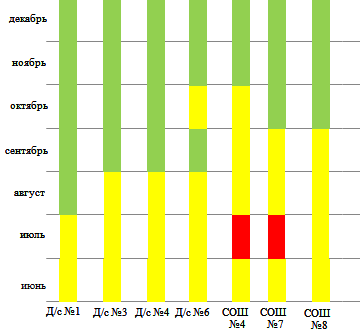 декабрь
ноябрь
октябрь
сентябрь
август
июль
июнь
Д/с №1 Д/с №3 Д/с №4 Д/с №6 СОШ №4 СОШ №7 СОШ №8